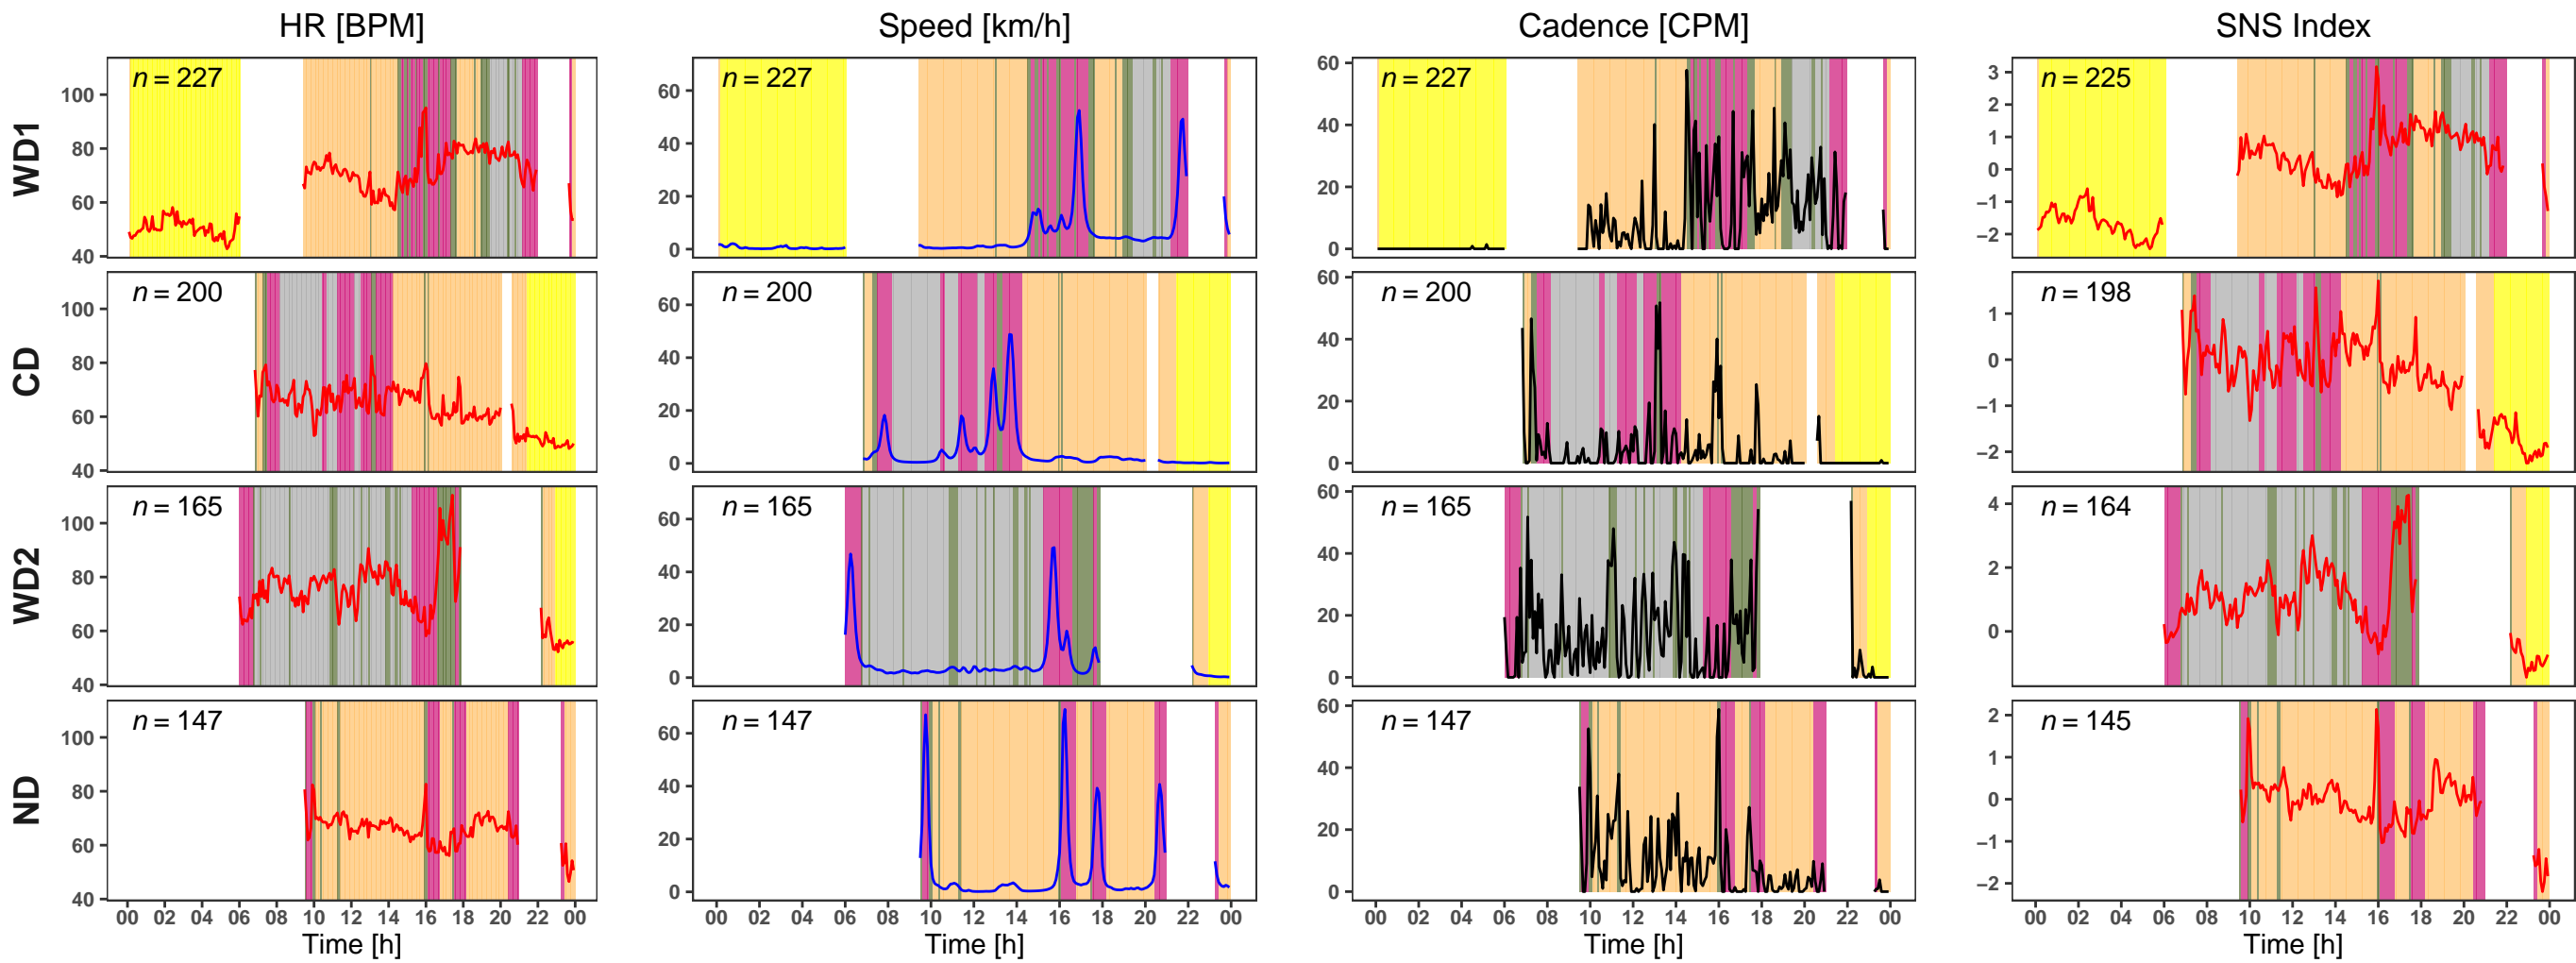 HR [BPM] Speed [km/h] Cadence [CPM] SNS Index
WD1
n = 227 n = 227 n = 227 n = 225
100 80 60 40
60 40 20 0
60 40 20 0
3 2 1 0 −1 −2
CD
n = 200 n = 200 n = 200 n = 198
100 80 60 40
60 40 20 0
60 40 20 0
1 0 −1 −2
WD2
n = 165 n = 165 n = 165 n = 164
100 80 60 40
60 40 20 0
60 40 20 0
4 2 0
ND
n = 147 n = 147 n = 147 n = 145
100 80 60 40
60 40 20 0
60 40 20 0
2 1 0 −1 −2
00 02 04 06 08 10 12 14 16 18 20 22 00
00 02 04 06 08 10 12 14 16 18 20 22 00
00 02 04 06 08 10 12 14 16 18 20 22 00
00 02 04 06 08 10 12 14 16 18 20 22 00
Time [h] Time [h] Time [h] Time [h]